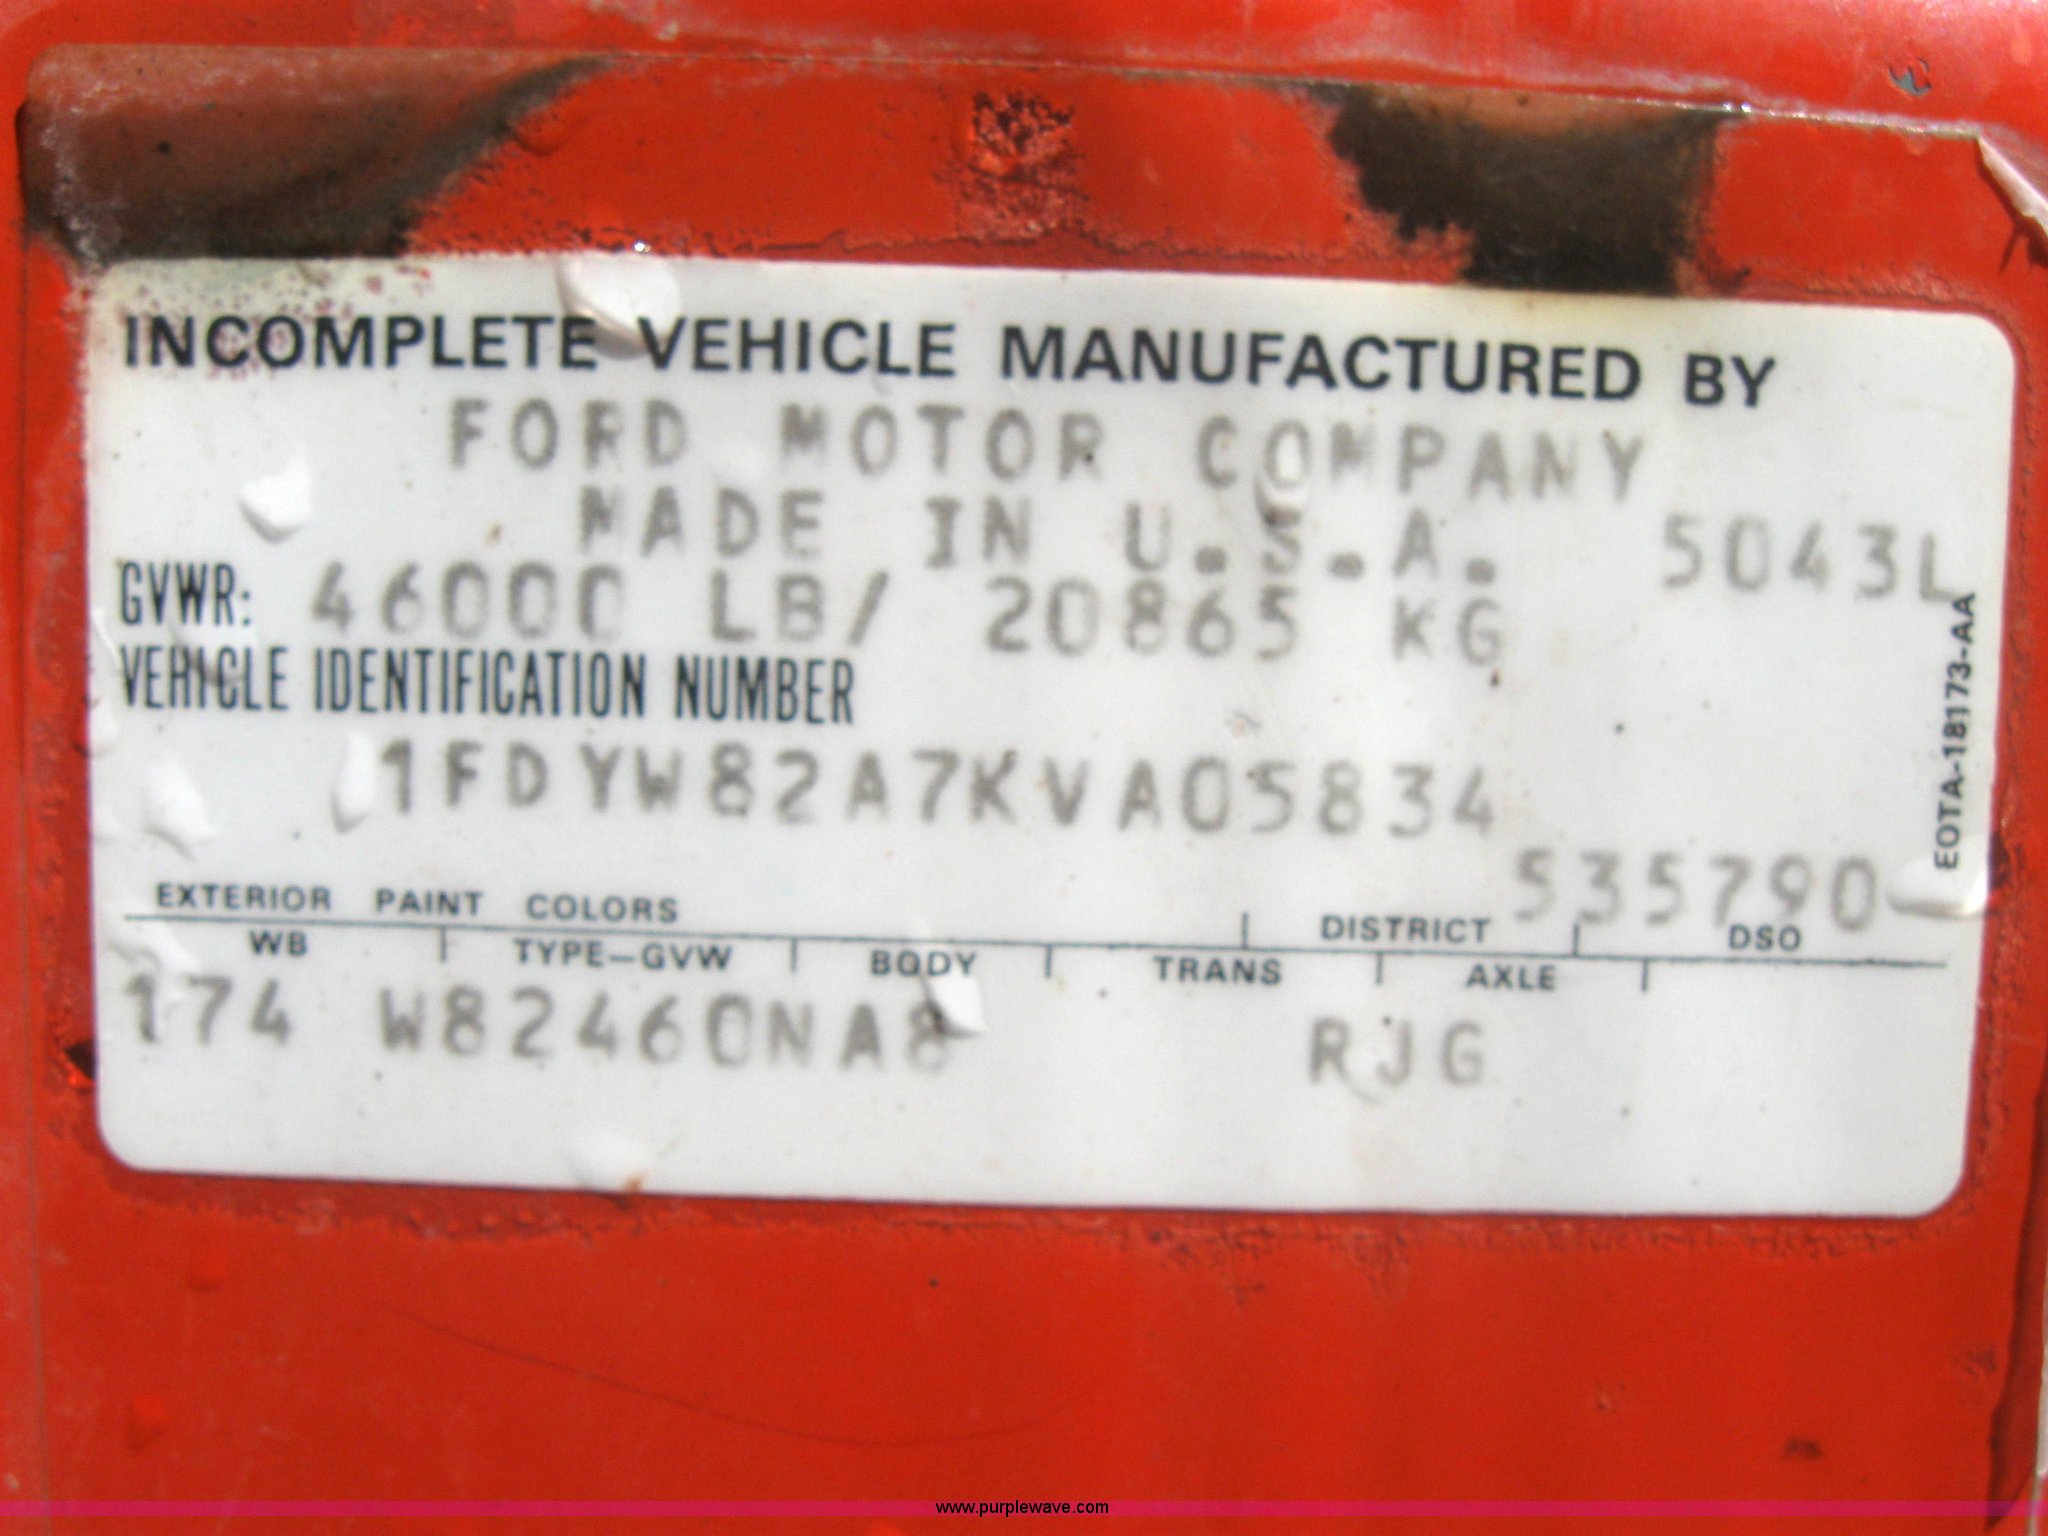 INCOMPLETE VEHICLE MANUFACTURED BY
FORD MOTOR COMPANY
MADE IN U.S.A. 5043L
GVWR: 46000 LB/ 20865 KG
VEHICLE IDENTIFICATION NUMBER
1FDYW82A7KVA05834
EOTA-18173-AA
535790
EXTERIOR PAINT COLORS DISTRICT DSO
WB TYPE-GVW BODY TRANS AXLE
174 W82460NA8 RJG
www.purplewave.com